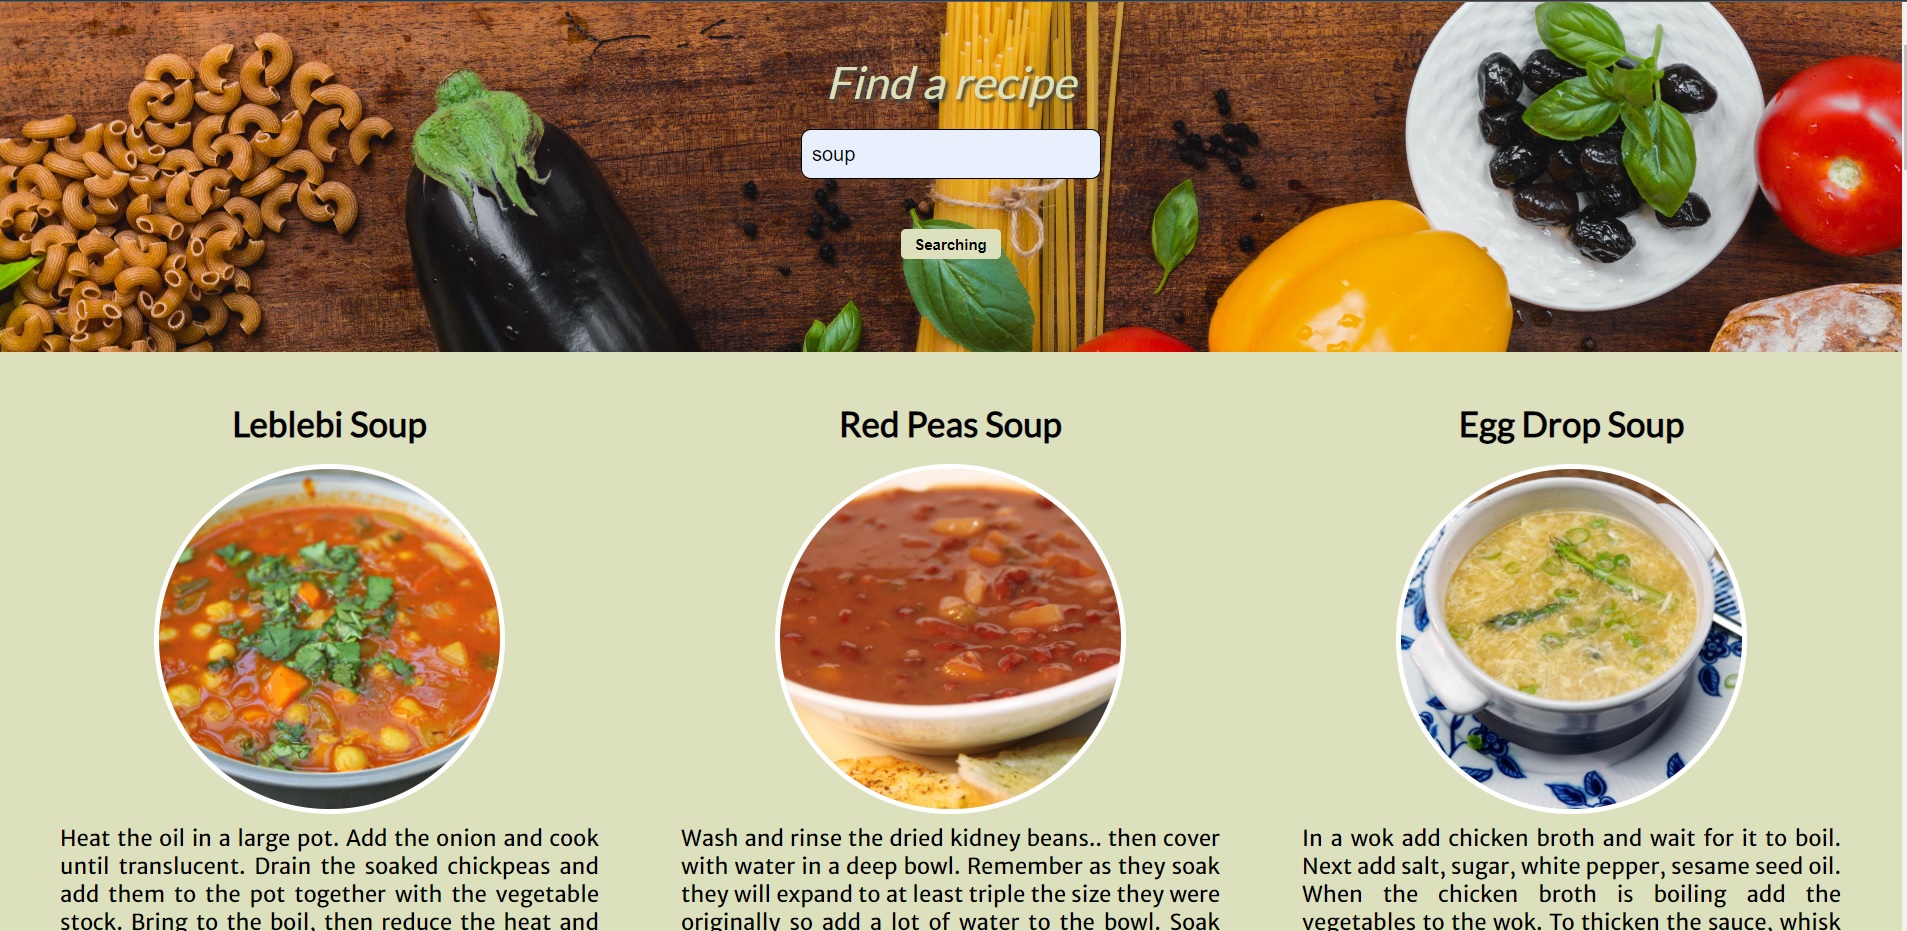 Find a recipe
soup
Searching
Leblebi Soup
Heat the oil in a large pot. Add the onion and cook
until translucent. Drain the soaked chickpeas and
add them to the pot together with the vegetable
stock. Bring to the boil, then reduce the heat and
Red Peas Soup
Wash and rinse the dried kidney beans.. then cover
with water in a deep bowl. Remember as they soak
they will expand to at least triple the size they were
originally so add a lot of water to the bowl. Soak
Egg Drop Soup
In a wok add chicken broth and wait for it to boil.
Next add salt, sugar, white pepper, sesame seed oil.
When the chicken broth is boiling add the
vegetables to the wok. To thicken the sauce, whisk